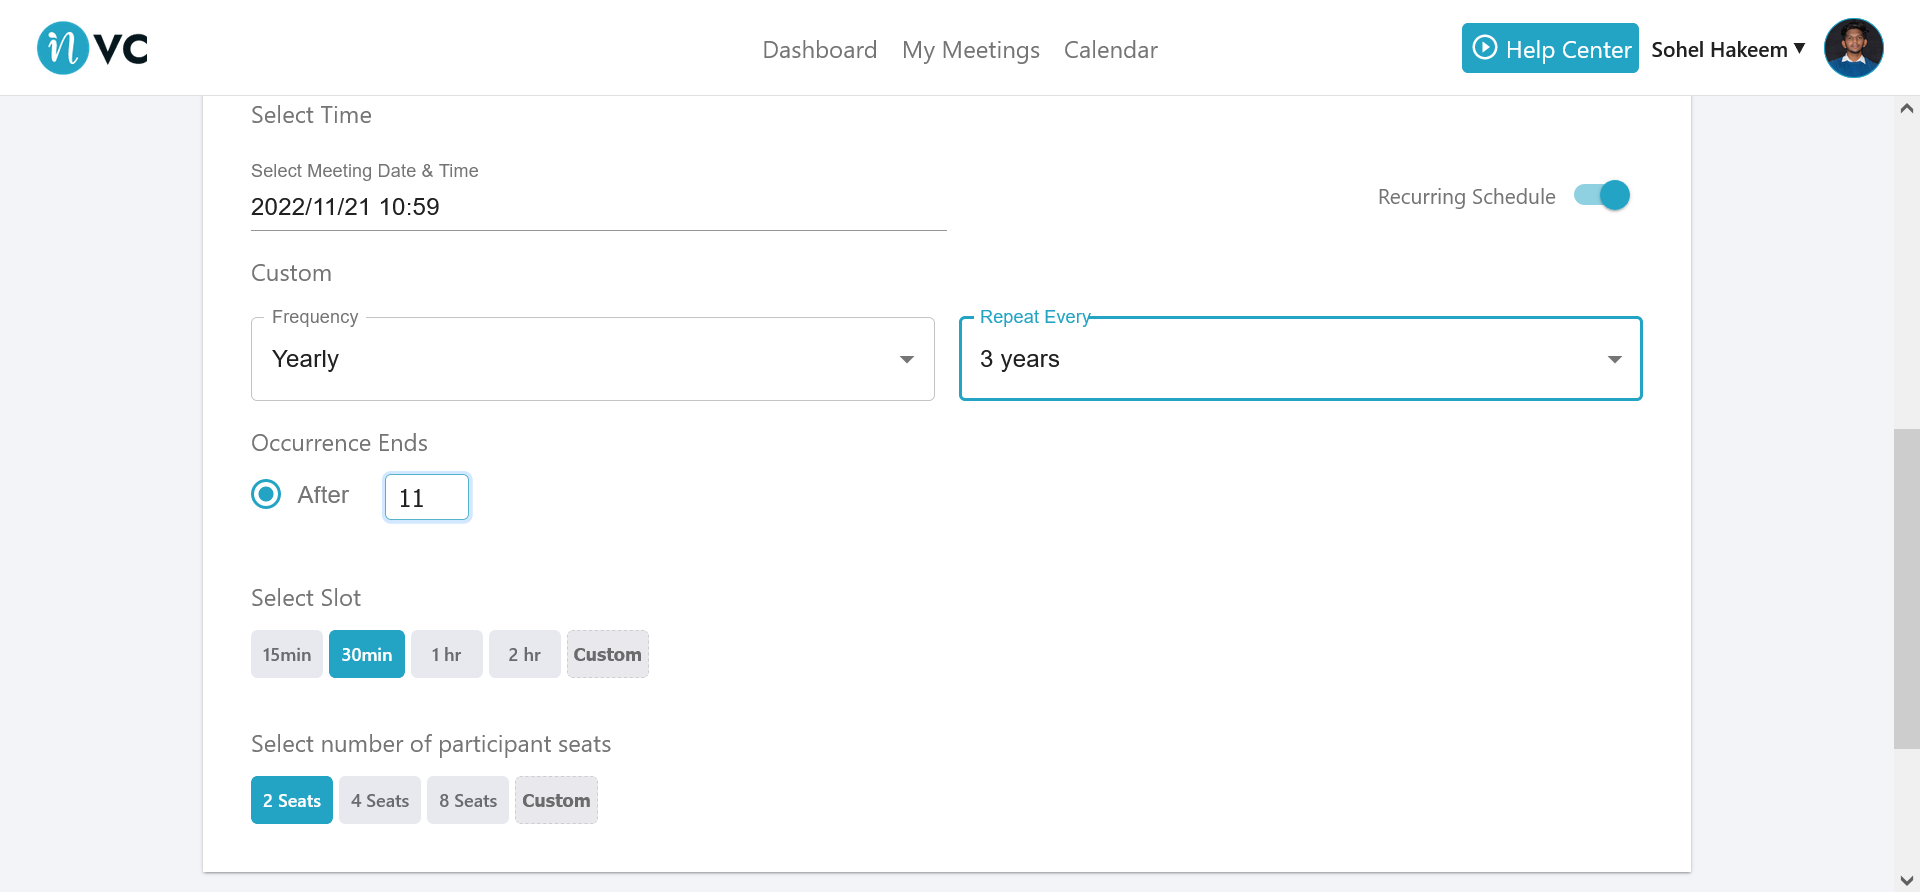 n VC
Dashboard My Meetings Calendar
Help Center
Sohel Hakeem
Select Time
Select Meeting Date & Time
2022/11/21 10:59
Recurring Schedule
Custom
Frequency
Yearly
Repeat Every
3 years
Occurrence Ends
After 11
Select Slot
15min 30min 1 hr 2 hr Custom
Select number of participant seats
2 Seats 4 Seats 8 Seats Custom